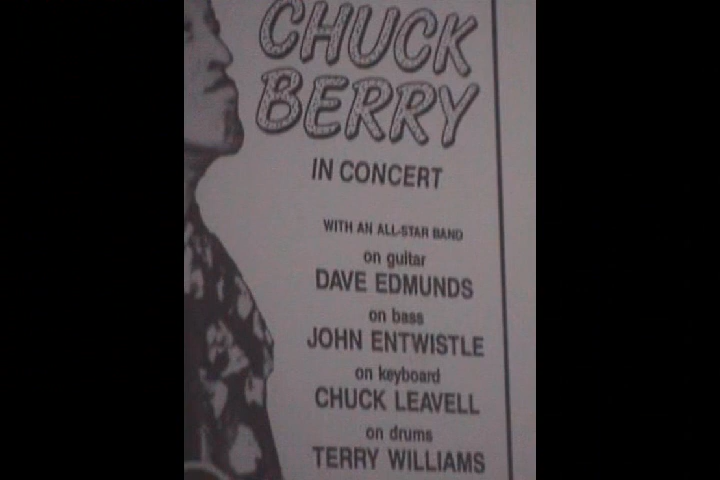 CHUCK
BERRY
IN CONCERT
WITH AN ALL-STAR BAND
on guitar
DAVE EDMUNDS
on bass
JOHN ENTWISTLE
on keyboard
CHUCK LEAVELL
on drums
TERRY WILLIAMS